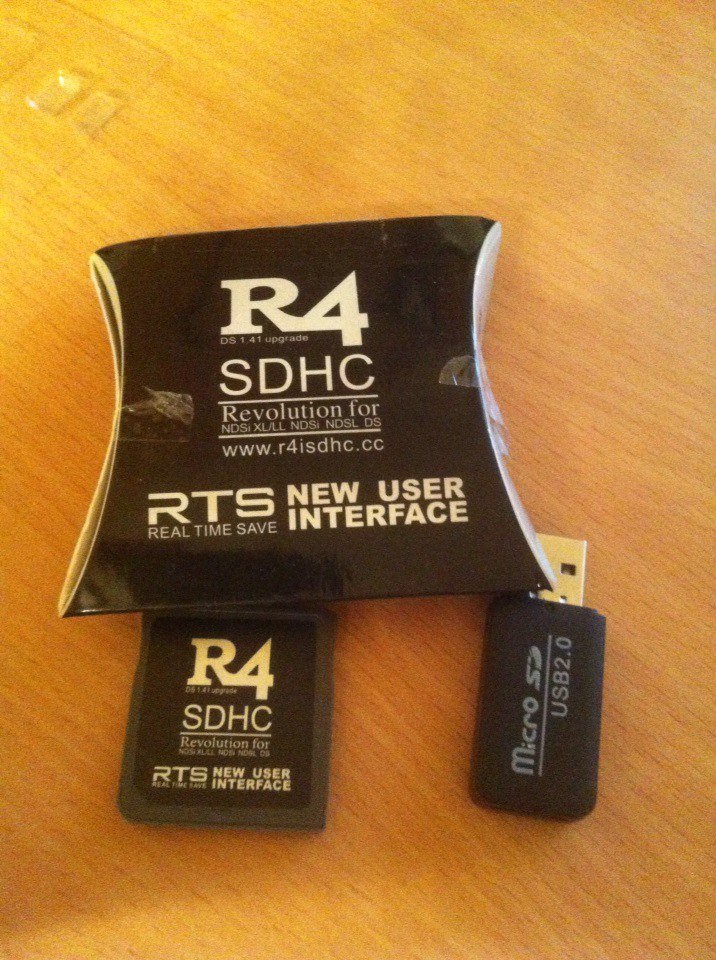 R4
DS 1.41 upgrade
SDHC
Revolution for
NDSi XL/LL NDSi NDSL DS
www.r4isdhc.cc
RTS NEW USER
REAL TIME SAVE INTERFACE
R4
DS 1.41 upgrade
SDHC
Revolution for
NDSi XL/LL NDSi NDSL DS
RTS NEW USER
REAL TIME SAVE INTERFACE
Micro SD
USB2.0